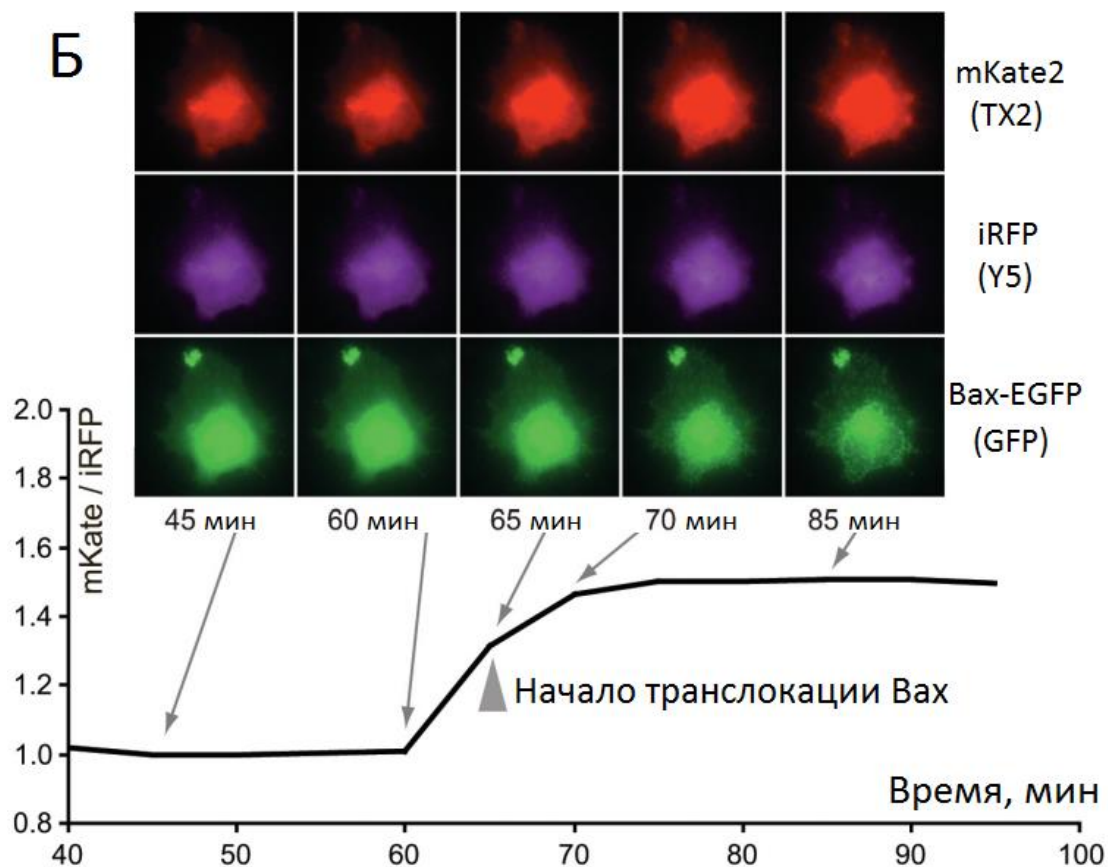 Б
mKate2
(TX2)
iRFP
(Y5)
Bax-EGFP
(GFP)
45 мин 60 мин 65 мин 70 мин 85 мин
mKate / iRFP
2.0
1.8
1.6
1.4
1.2
1.0
0.8
Начало транслокации Bax
Время, мин
40 50 60 70 80 90 100